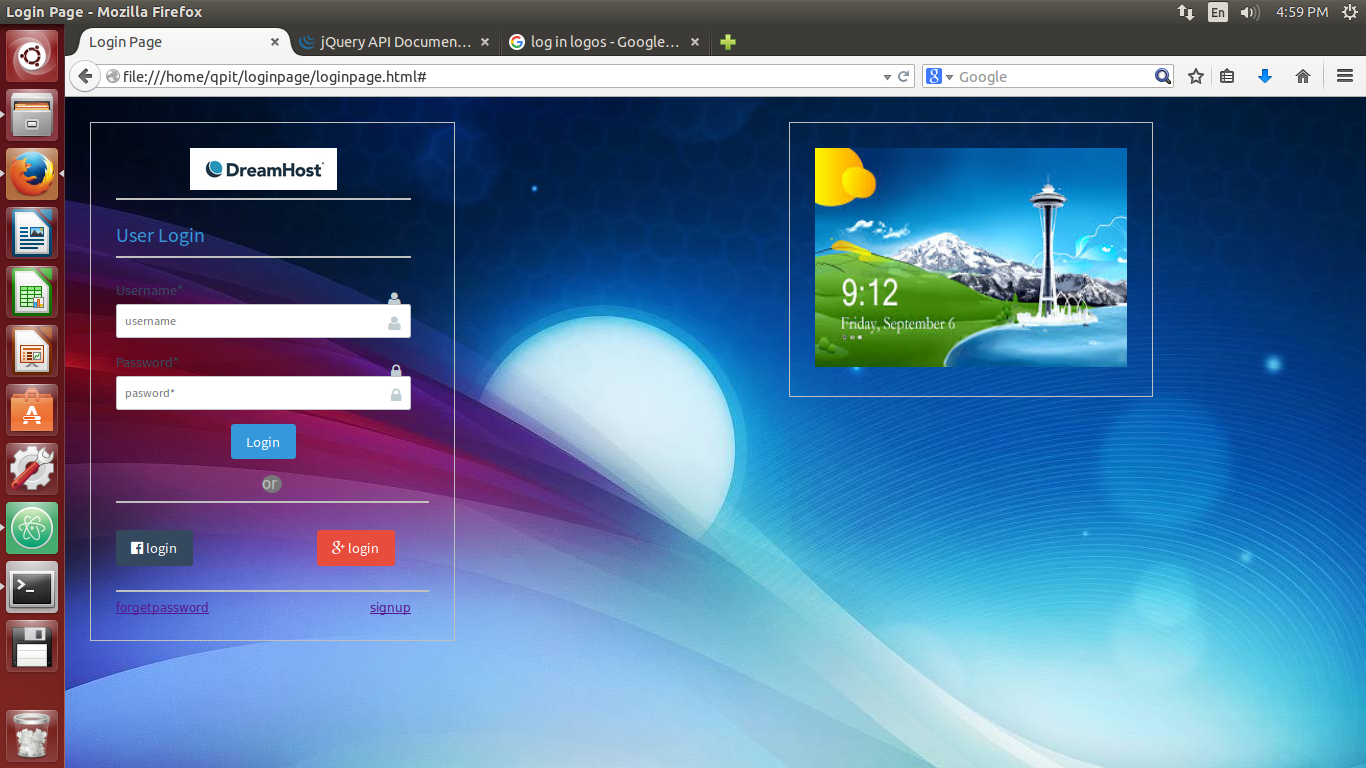 Login Page - Mozilla Firefox
En
4:59 PM
Login Page
jQuery API Documen...
log in logos - Google...
file:///home/qpit/loginpage/loginpage.html#
8
Google
DreamHost
User Login
Username*
username
Password*
pasword*
Login
or
login
g+ login
forgetpassword
signup
9:12
Friday, September 6